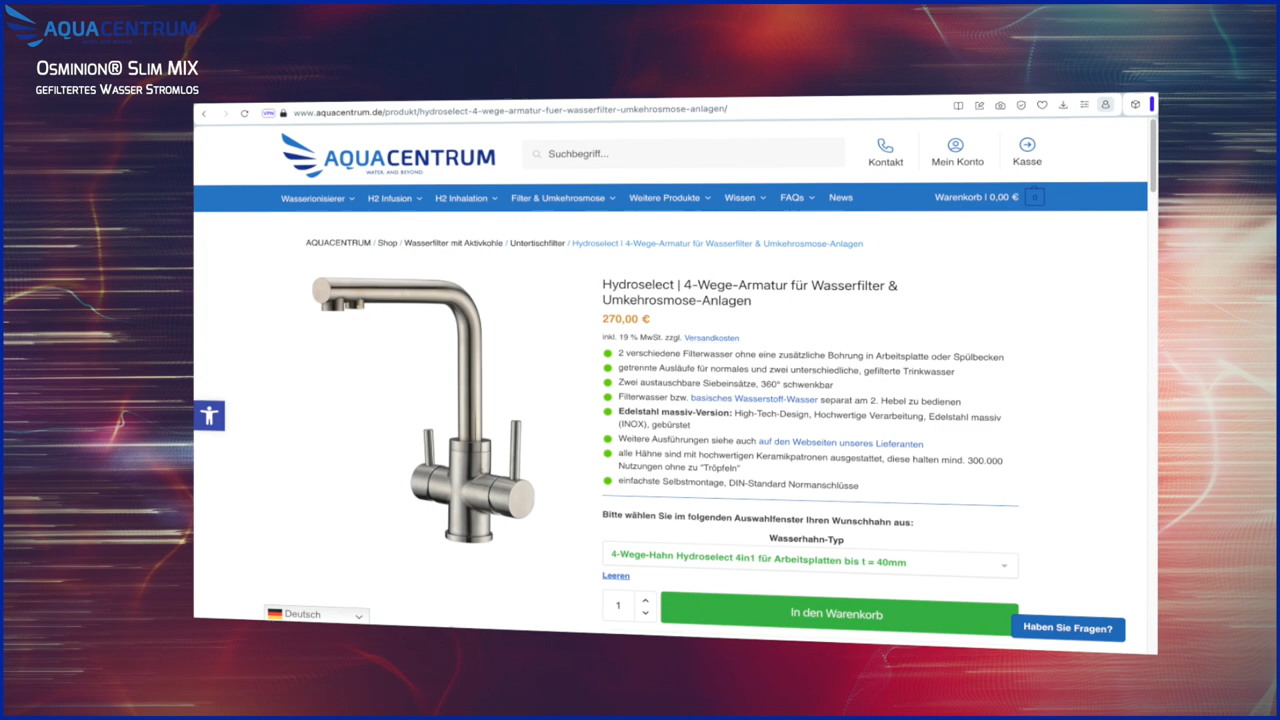 AQUACENTRUM
Osminion® Slim MIX
gefiltertes Wasser Stromlos
VPN
www.aquacentrum.de/produkt/hydroselect-4-wege-armatur-fuer-wasserfilter-umkehrosmose-anlagen/
AQUACENTRUM
WATER, AND BEYOND
Suchbegriff...
Kontakt
Mein Konto
Kasse
Wasserionisierer
H2 Infusion
H2 Inhalation
Filter & Umkehrosmose
Weitere Produkte
Wissen
FAQs
News
Warenkorb | 0,00 €
0
AQUACENTRUM / Shop / Wasserfilter mit Aktivkohle / Untertischfilter / Hydroselect | 4-Wege-Armatur für Wasserfilter & Umkehrosmose-Anlagen
Hydroselect | 4-Wege-Armatur für Wasserfilter &
Umkehrosmose-Anlagen
270,00 €
inkl. 19 % MwSt. zzgl. Versandkosten
2 verschiedene Filterwasser ohne eine zusätzliche Bohrung in Arbeitsplatte oder Spülbecken
getrennte Ausläufe für normales und zwei unterschiedliche, gefilterte Trinkwasser
Zwei austauschbare Siebeinsätze, 360° schwenkbar
Filterwasser bzw. basisches Wasserstoff-Wasser separat am 2. Hebel zu bedienen
Edelstahl massiv-Version: High-Tech-Design, Hochwertige Verarbeitung, Edelstahl massiv
(INOX), gebürstet
Weitere Ausführungen siehe auch auf den Webseiten unseres Lieferanten
alle Hähne sind mit hochwertigen Keramikpatronen ausgestattet, diese halten mind. 300.000
Nutzungen ohne zu "Tröpfeln"
einfachste Selbstmontage, DIN-Standard Normanschlüsse
Bitte wählen Sie im folgenden Auswahlfenster Ihren Wunschhahn aus:
Wasserhahn-Typ
4-Wege-Hahn Hydroselect 4in1 für Arbeitsplatten bis t = 40mm
Leeren
1
In den Warenkorb
Deutsch
Haben Sie Fragen?